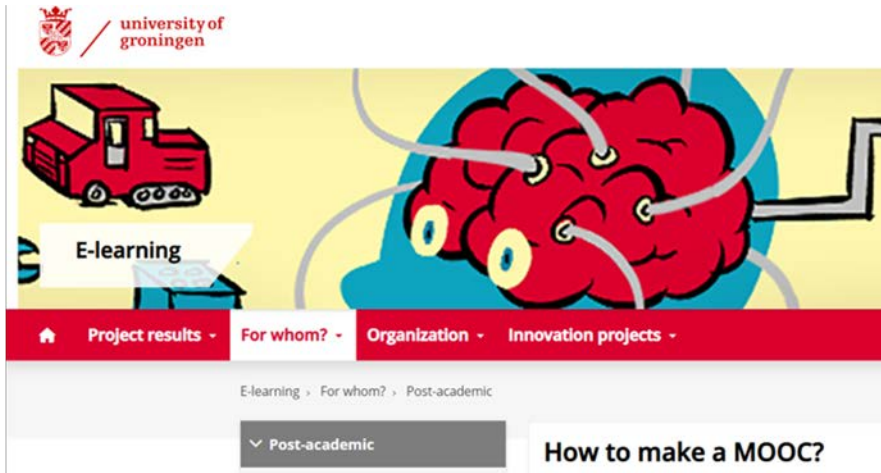 university of
groningen
E-learning
Project results
For whom?
Organization
Innovation projects
E-learning › For whom? › Post-academic
Post-academic
How to make a MOOC?